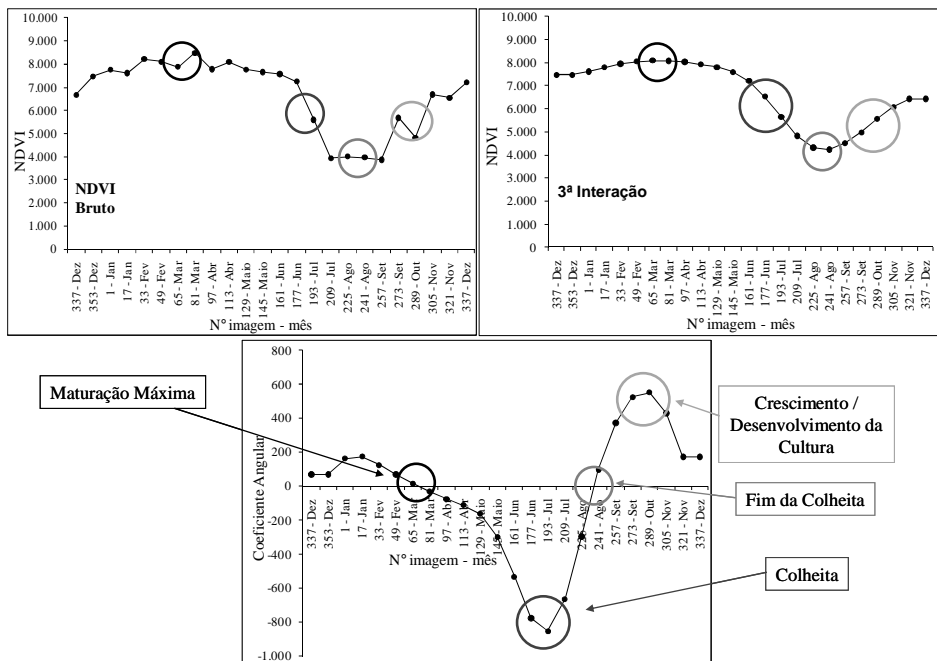 10.000
9.000
8.000
7.000
6.000
5.000
4.000
3.000
2.000
1.000
0
NDVI
NDVI
Bruto
337 - Dez
353 - Dez
1 - Jan
17 - Jan
33 - Fev
49 - Fev
65 - Mar
81 - Mar
97 - Abr
113 - Abr
129 - Maio
145 - Maio
161 - Jun
177 - Jun
193 - Jul
209 - Jul
225 - Ago
241 - Ago
257 - Set
273 - Set
289 - Out
305 - Nov
321 - Nov
337 - Dez
N° imagem - mês
10.000
9.000
8.000
7.000
6.000
5.000
4.000
3.000
2.000
1.000
0
NDVI
3ª Interação
337 - Dez
353 - Dez
1 - Jan
17 - Jan
33 - Fev
49 - Fev
65 - Mar
81 - Mar
97 - Abr
113 - Abr
129 - Maio
145 - Maio
161 - Jun
177 - Jun
193 - Jul
209 - Jul
225 - Ago
241 - Ago
257 - Set
273 - Set
289 - Out
305 - Nov
321 - Nov
337 - Dez
N° imagem - mês
800
600
400
200
0
-200
-400
-600
-800
-1.000
Coeficiente Angular
337 - Dez
353 - Dez
1 - Jan
17 - Jan
33 - Fev
49 - Fev
65 - Mar
81 - Mar
97 - Abr
113 - Abr
129 - Maio
145 - Maio
161 - Jun
177 - Jun
193 - Jul
209 - Jul
225 - Ago
241 - Ago
257 - Set
273 - Set
289 - Out
305 - Nov
321 - Nov
337 - Dez
N° imagem - mês
Maturação Máxima
Crescimento /
Desenvolvimento da
Cultura
Fim da Colheita
Colheita